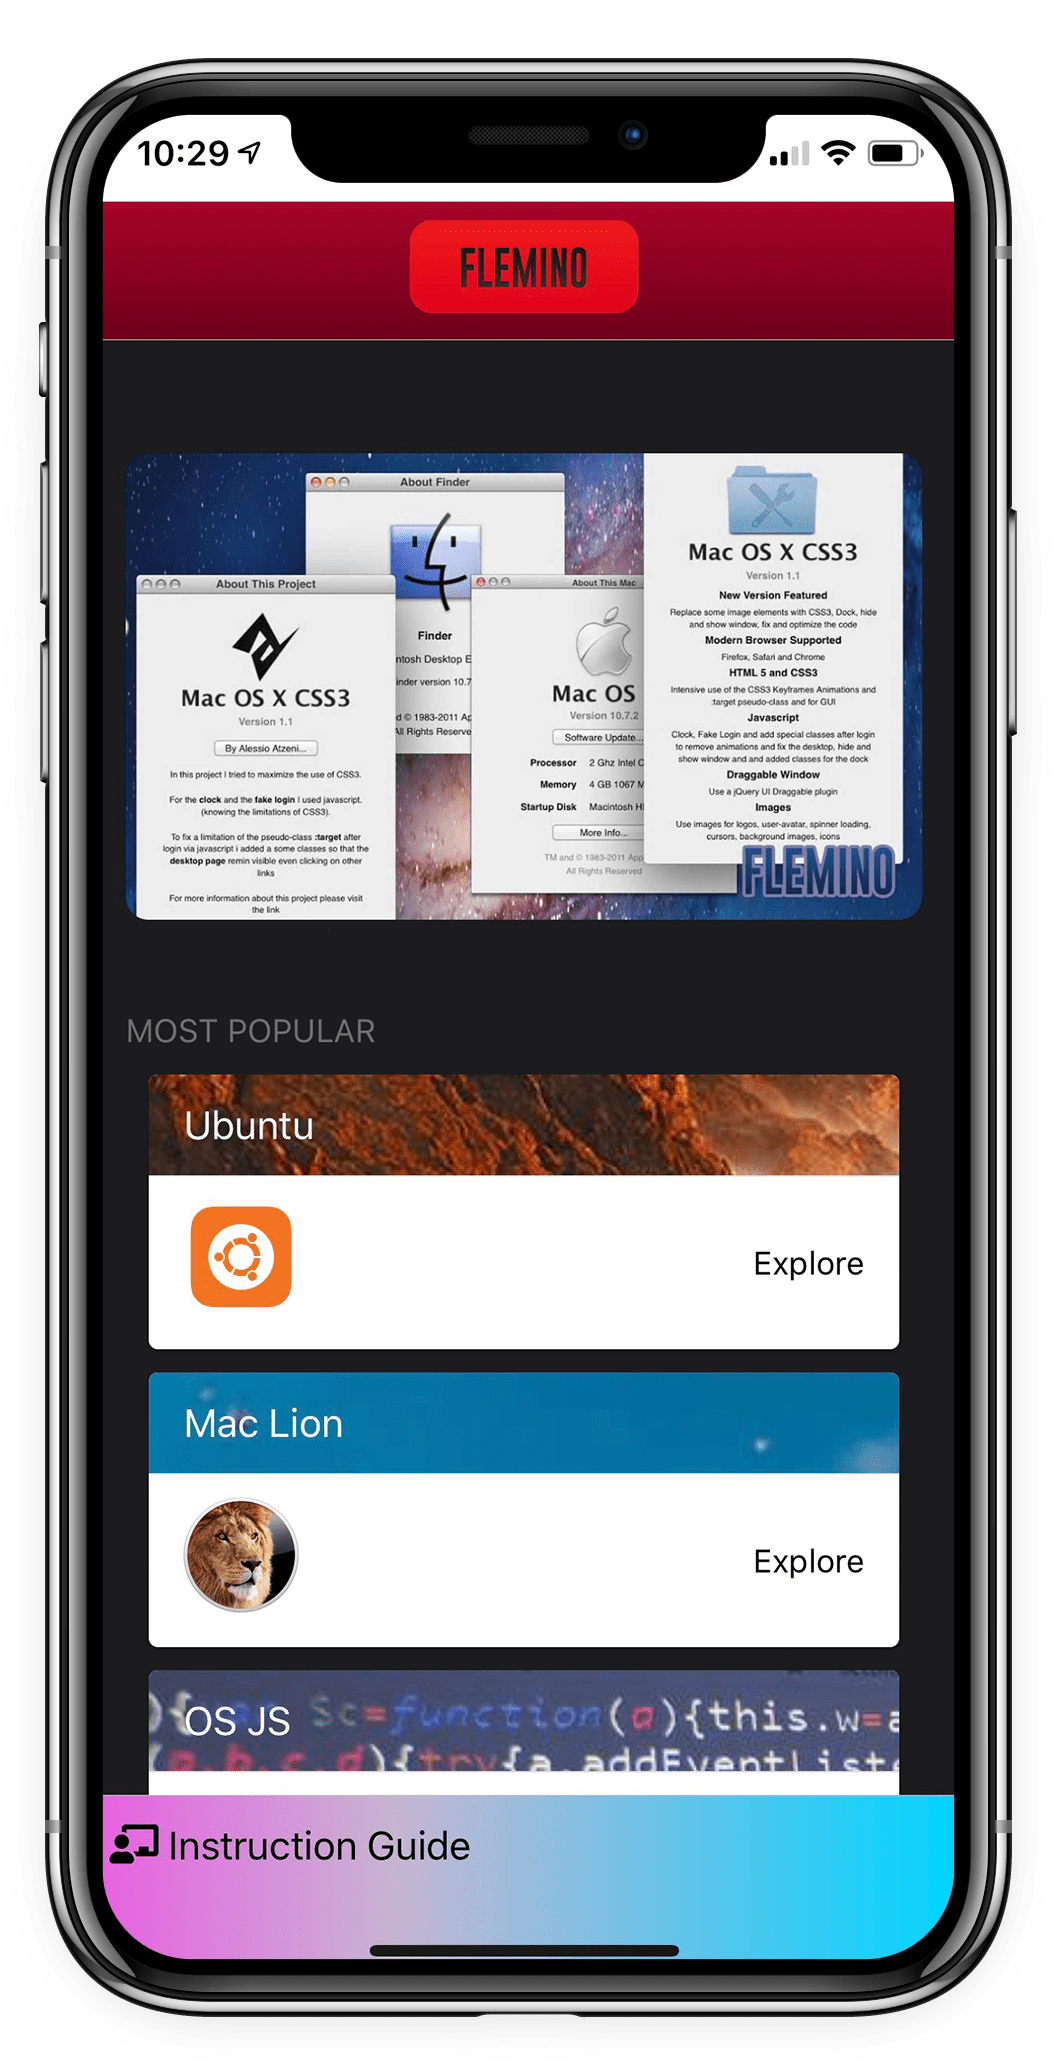 10:29
FLEMINO
About Finder
Finder
ntosh Desktop E
inder version 10.7
d © 1983-2011 Ap
All Rights Reserve
About This Project
Mac OS X CSS3
Version 1.1
By Alessio Atzeni...
In this project I tried to maximize the use of CSS3.
For the clock and the fake login I used javascript.
(knowing the limitations of CSS3).
To fix a limitation of the pseudo-class :target after
login via javascript i added a some classes so that the
desktop page remin visible even clicking on other
links
For more information about this project please visit
the link
About This Mac
Mac OS
Version 10.7.2
Software Update...
Processor 2 Ghz Intel C
Memory 4 GB 1067 M
Startup Disk Macintosh H
More Info...
TM and © 1983-2011 App
All Rights Reserved
Mac OS X CSS3
Version 1.1
New Version Featured
Replace some image elements with CSS3, Dock, hide
and show window, fix and optimize the code
Modern Browser Supported
Firefox, Safari and Chrome
HTML 5 and CSS3
Intensive use of the CSS3 Keyframes Animations and
:target pseudo-class and for GUI
Javascript
Clock, Fake Login and add special classes after login
to remove animations and fix the desktop, hide and
show window and and added classes for the dock
Draggable Window
Use a jQuery UI Draggable plugin
Images
Use images for logos, user-avatar, spinner loading,
cursors, background images, icons
FLEMINO
MOST POPULAR
Ubuntu
Explore
Mac Lion
Explore
OS JS
$c=function(a){this.w=a
(a,b,c,d){try{a.addEventListe
Instruction Guide